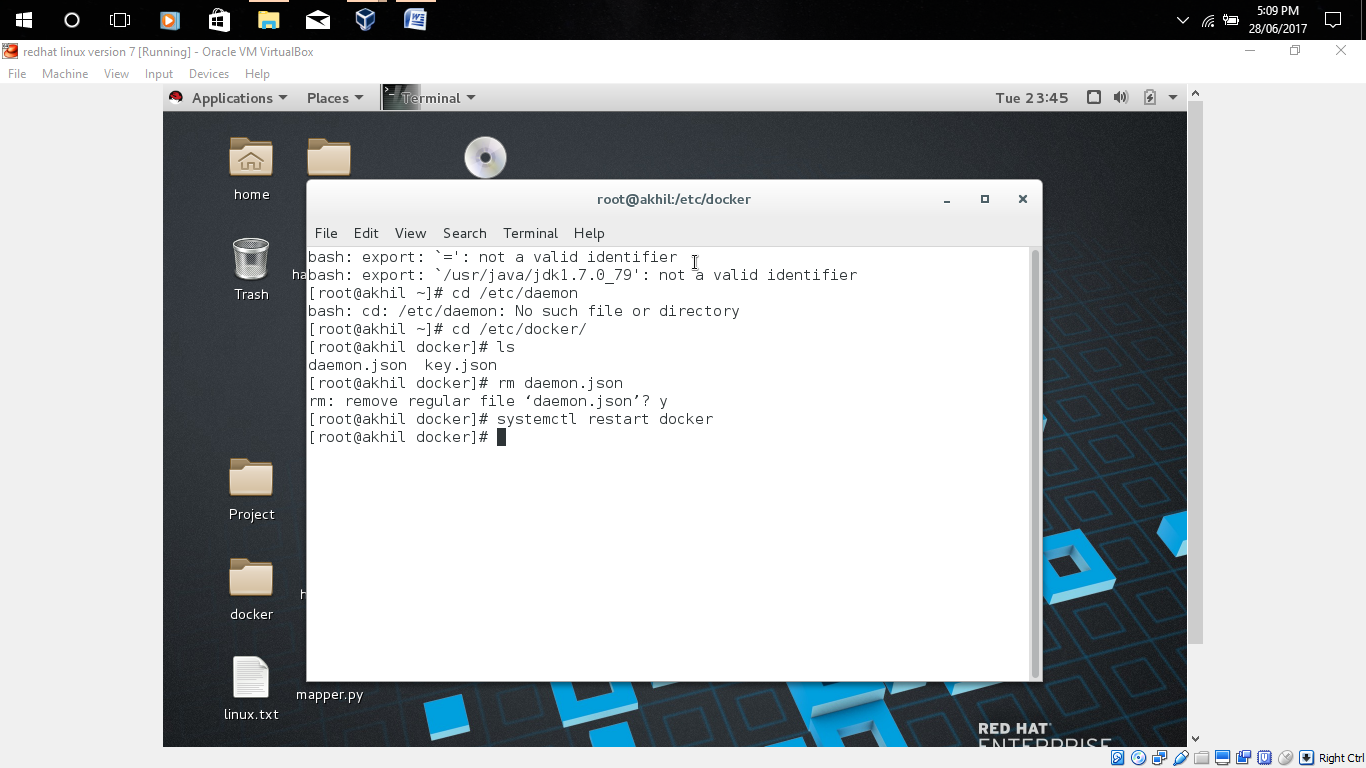 5:09 PM
28/06/2017
redhat linux version 7 [Running] - Oracle VM VirtualBox
File Machine View Input Devices Help
Applications Places Terminal Tue 23:45
home
Trash
ha
Project
docker
h
mapper.py
linux.txt
root@akhil:/etc/docker
File Edit View Search Terminal Help
bash: export: `=': not a valid identifier
bash: export: `/usr/java/jdk1.7.0_79': not a valid identifier
[root@akhil ~]# cd /etc/daemon
bash: cd: /etc/daemon: No such file or directory
[root@akhil ~]# cd /etc/docker/
[root@akhil docker]# ls
daemon.json  key.json
[root@akhil docker]# rm daemon.json
rm: remove regular file ‘daemon.json’? y
[root@akhil docker]# systemctl restart docker
[root@akhil docker]#
RED HAT
ENTERPRISE
Right Ctrl